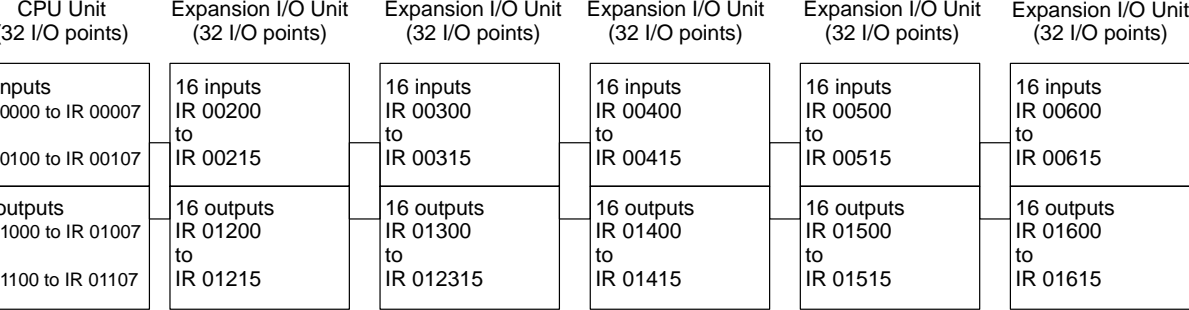 CPU Unit
(32 I/O points)
Expansion I/O Unit
(32 I/O points)
Expansion I/O Unit
(32 I/O points)
Expansion I/O Unit
(32 I/O points)
Expansion I/O Unit
(32 I/O points)
Expansion I/O Unit
(32 I/O points)
nputs
0000 to IR 00007
0100 to IR 00107
16 inputs
IR 00200
to
IR 00215
16 inputs
IR 00300
to
IR 00315
16 inputs
IR 00400
to
IR 00415
16 inputs
IR 00500
to
IR 00515
16 inputs
IR 00600
to
IR 00615
outputs
1000 to IR 01007
1100 to IR 01107
16 outputs
IR 01200
to
IR 01215
16 outputs
IR 01300
to
IR 012315
16 outputs
IR 01400
to
IR 01415
16 outputs
IR 01500
to
IR 01515
16 outputs
IR 01600
to
IR 01615